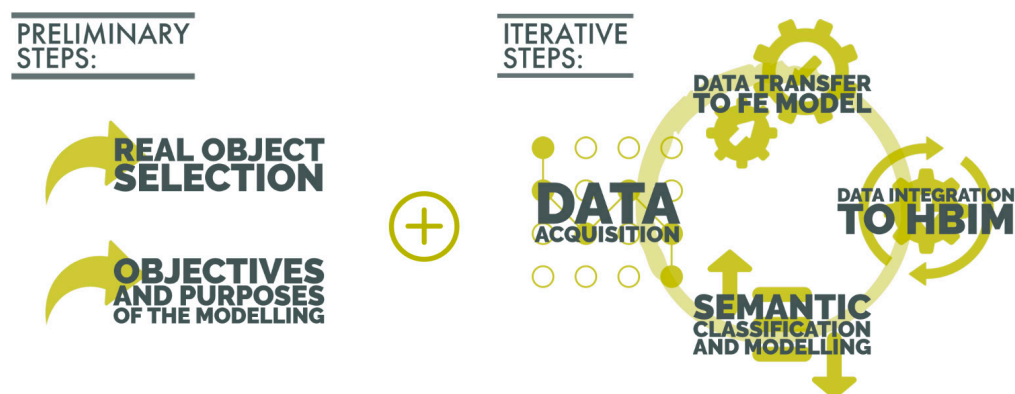 PRELIMINARY
STEPS:
REAL OBJECT
SELECTION
OBJECTIVES
AND PURPOSES
OF THE MODELLING
ITERATIVE
STEPS:
DATA TRANSFER
TO FE MODEL
DATA
ACQUISITION
DATA INTEGRATION
TO HBIM
SEMANTIC
CLASSIFICATION
AND MODELLING